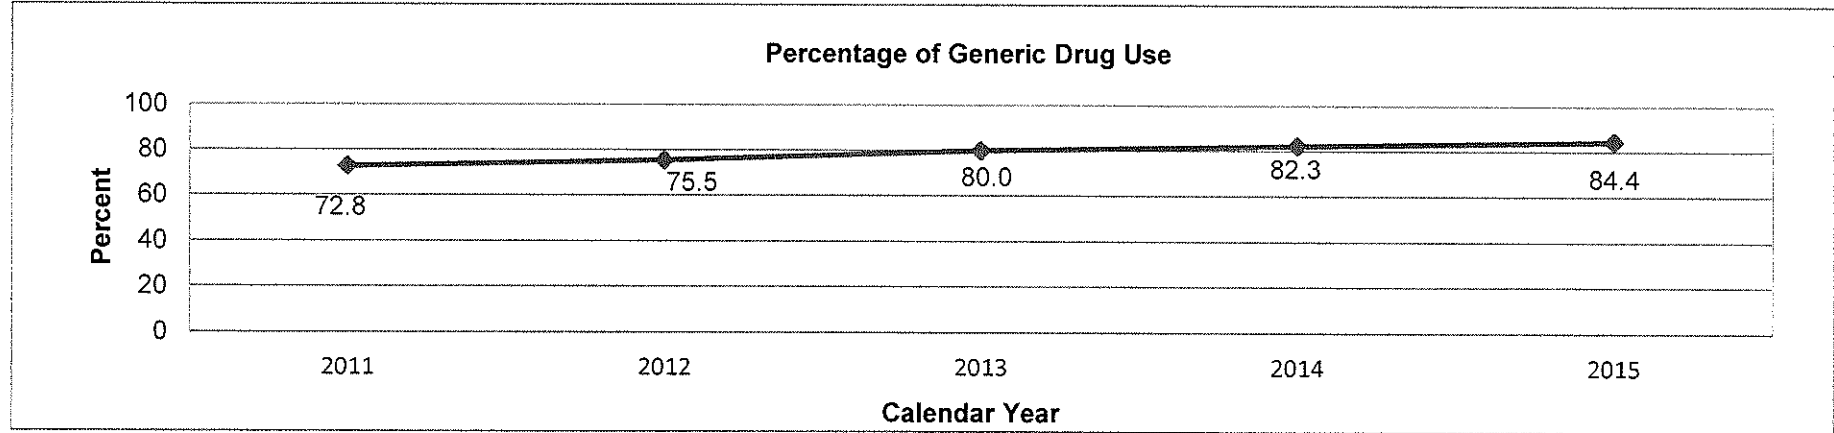 Percentage of Generic Drug Use
100
80
60
40
20
0
Percent
72.8
75.5
80.0
82.3
84.4
2011 2012 2013 2014 2015
Calendar Year